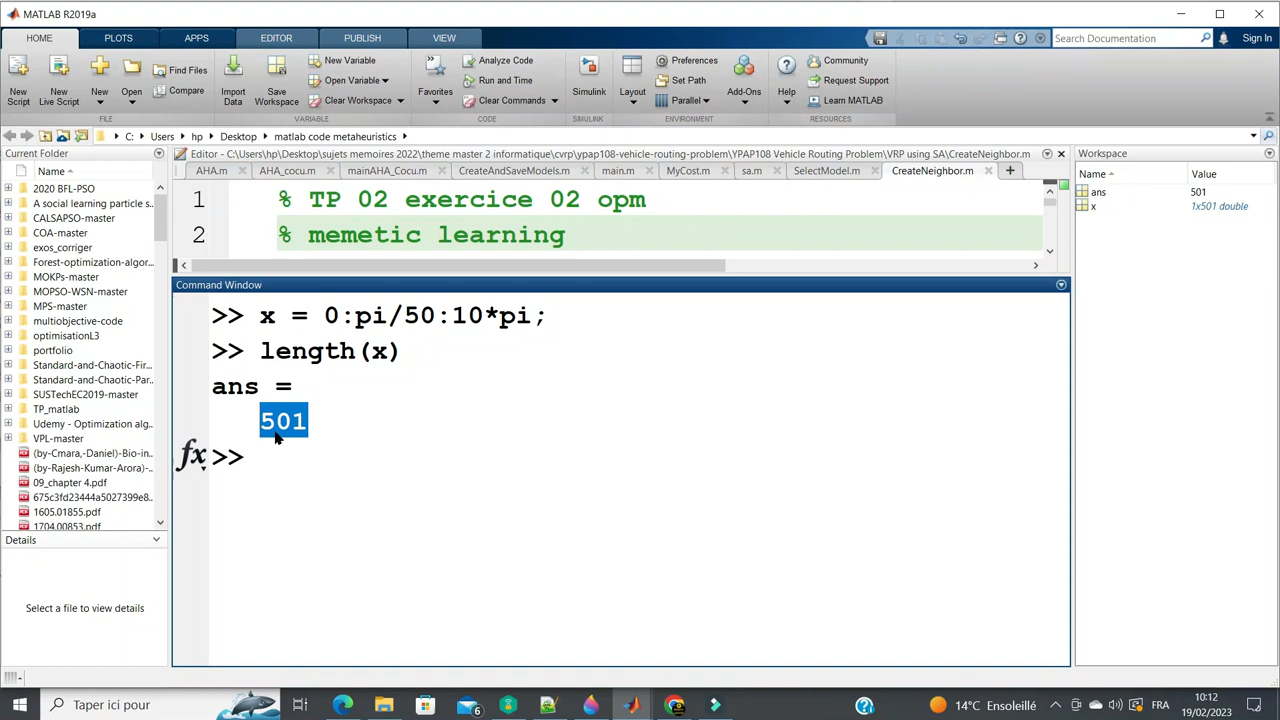 MATLAB R2019a
HOME PLOTS APPS EDITOR PUBLISH VIEW Search Documentation Sign In
New Script
New Live Script
New
Open
Find Files
Compare
FILE
Import Data
Save Workspace
New Variable
Open Variable
Clear Workspace
VARIABLE
Favorites
Analyze Code
Run and Time
Clear Commands
CODE
Simulink
SIMULINK
Layout
Preferences
Set Path
Parallel
Add-Ons
ENVIRONMENT
Help
Community
Request Support
Learn MATLAB
RESOURCES
C: Users hp Desktop matlab code metaheuristics
Current Folder
Name
2020 BFL-PSO
A social learning particle s...
CALSAPSO-master
COA-master
exos_corriger
Forest-optimization-algor...
MOKPs-master
MOPSO-WSN-master
MPS-master
multiobjective-code
optimisationL3
portfolio
Standard-and-Chaotic-Fir...
Standard-and-Chaotic-Par...
SUSTechEC2019-master
TP_matlab
Udemy - Optimization alg...
VPL-master
(by-Cmara,-Daniel)-Bio-in...
(by-Rajesh-Kumar-Arora)-...
09_chapter 4.pdf
675c3fd23444a5027399e8...
1605.01855.pdf
1704.00853.pdf
Details
Select a file to view details
Editor - C:\Users\hp\Desktop\sujets memoires 2022\theme master 2 informatique\cvrp\ypap108-vehicle-routing-problem\YPAP108 Vehicle Routing Problem\VRP using SA\CreateNeighbor.m
AHA.m AHA_cocu.m mainAHA_Cocu.m CreateAndSaveModels.m main.m MyCost.m sa.m SelectModel.m CreateNeighbor.m
1 % TP 02 exercice 02 opm
2 % memetic learning
Command Window
>> x = 0:pi/50:10*pi;
>> length(x)
ans =
501
fx >>
Workspace
Name Value
ans 501
x 1x501 double
Taper ici pour
6
14°C Ensoleillé
FRA
10:12
19/02/2023